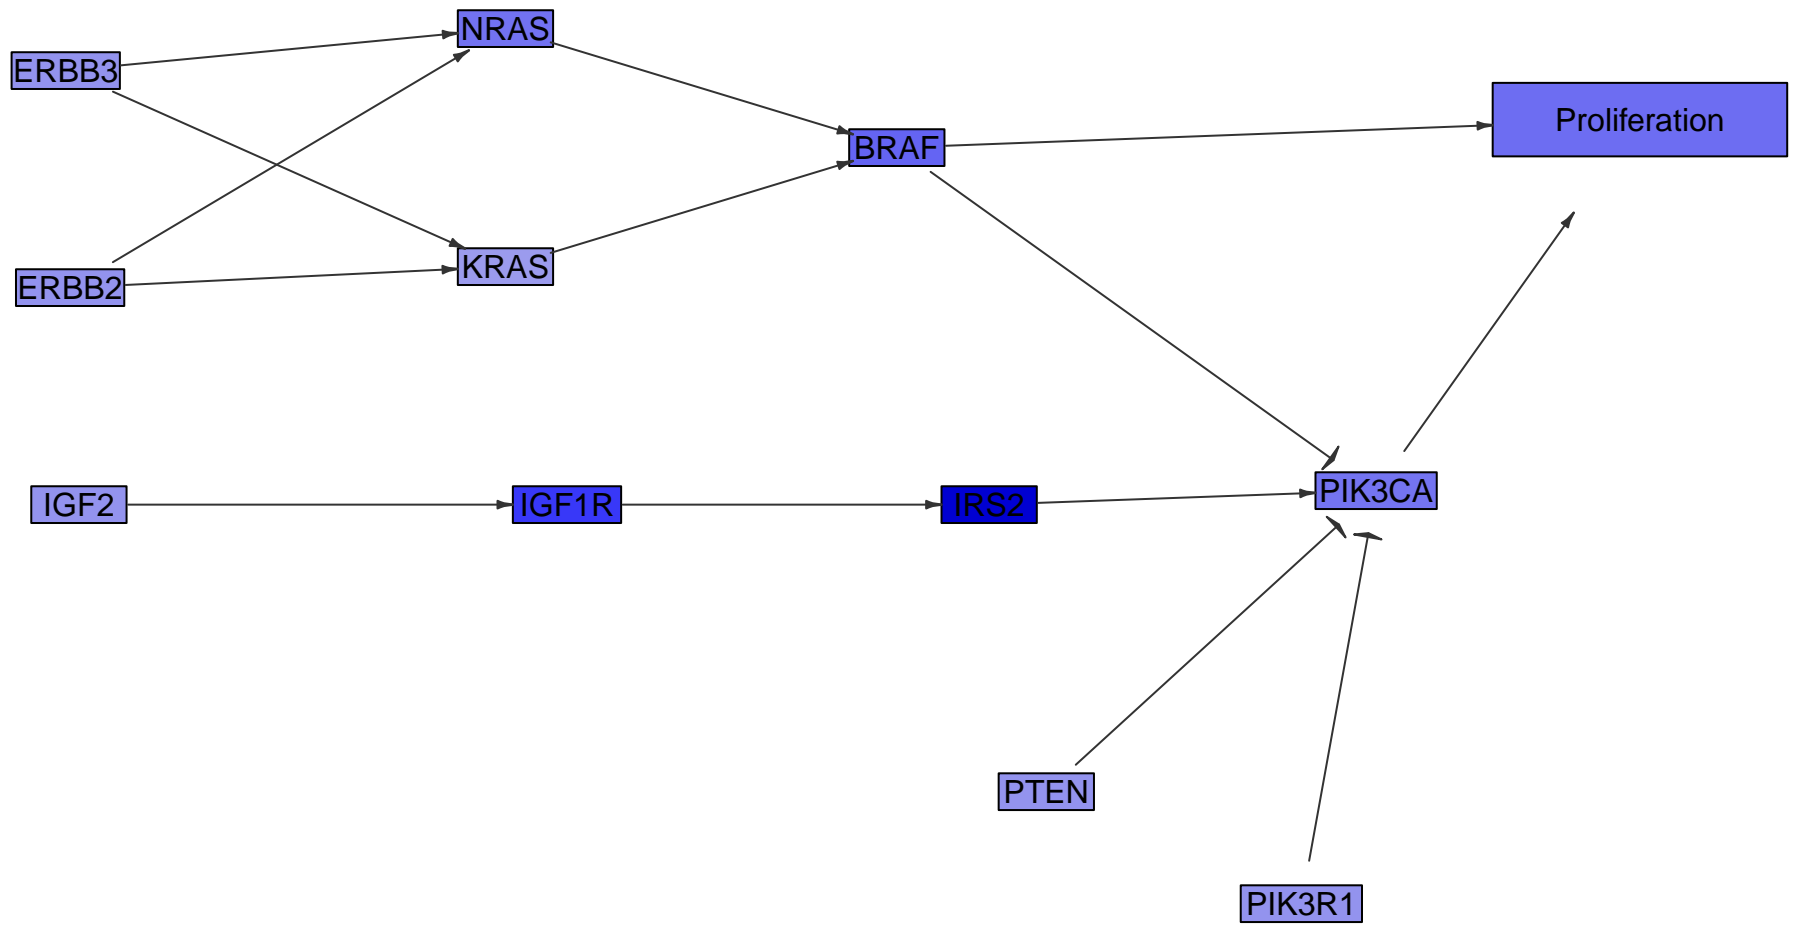 NRAS
ERBB3
Proliferation
BRAF
KRAS
ERBB2
PIK3CA
IGF2
IGF1R
IRS2
PTEN
PIK3R1